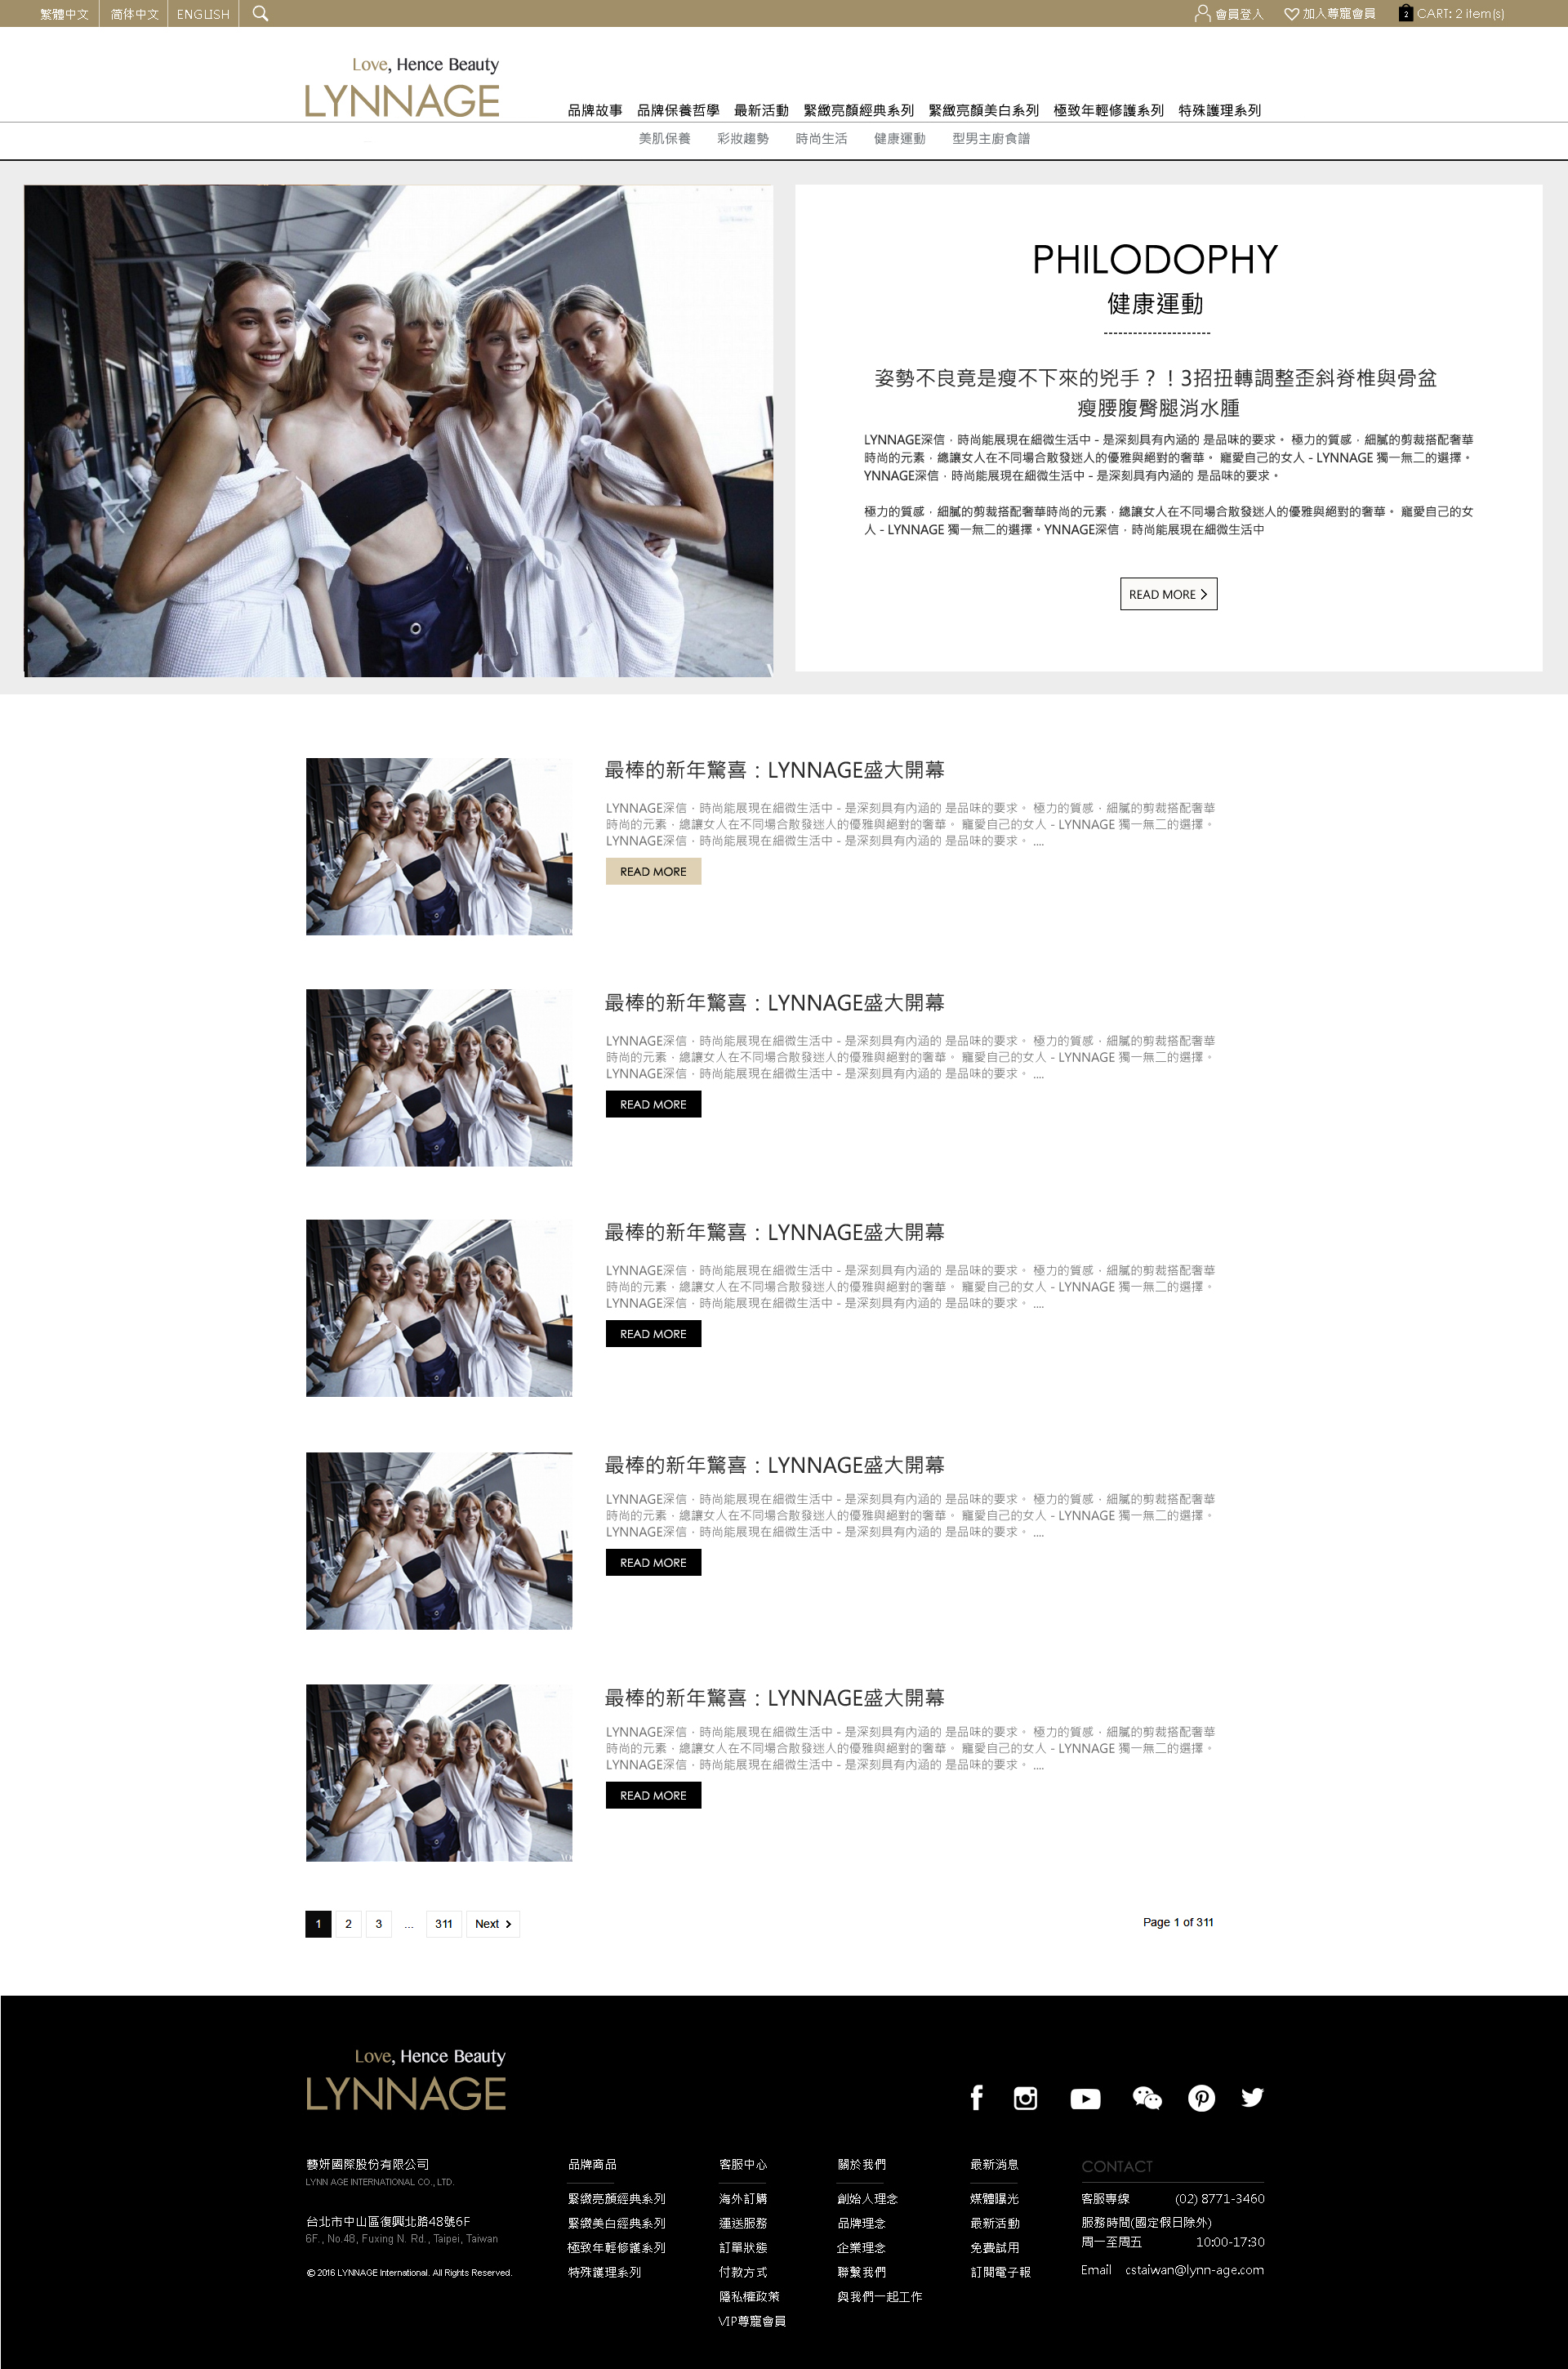 繁體中文 简体中文 ENGLISH
會員登入 加入尊寵會員 2 CART: 2 item(s)
Love, Hence Beauty
LYNNAGE
品牌故事 品牌保養哲學 最新活動 緊緻亮顏經典系列 緊緻亮顏美白系列 極致年輕修護系列 特殊護理系列
美肌保養 彩妝趨勢 時尚生活 健康運動 型男主廚食譜
PHILODOPHY
健康運動
姿勢不良竟是瘦不下來的兇手？！3招扭轉調整歪斜脊椎與骨盆
瘦腰腹臀腿消水腫
LYNNAGE深信．時尚能展現在細微生活中 - 是深刻具有內涵的 是品味的要求。 極力的質感．細膩的剪裁搭配奢華
時尚的元素．總讓女人在不同場合散發迷人的優雅與絕對的奢華。 寵愛自己的女人 - LYNNAGE 獨一無二的選擇。
YNNAGE深信．時尚能展現在細微生活中 - 是深刻具有內涵的 是品味的要求。
極力的質感．細膩的剪裁搭配奢華時尚的元素．總讓女人在不同場合散發迷人的優雅與絕對的奢華。 寵愛自己的女
人 - LYNNAGE 獨一無二的選擇。YNNAGE深信．時尚能展現在細微生活中
READ MORE
最棒的新年驚喜：LYNNAGE盛大開幕
LYNNAGE深信．時尚能展現在細微生活中 - 是深刻具有內涵的 是品味的要求。 極力的質感．細膩的剪裁搭配奢華
時尚的元素．總讓女人在不同場合散發迷人的優雅與絕對的奢華。 寵愛自己的女人 - LYNNAGE 獨一無二的選擇。
LYNNAGE深信．時尚能展現在細微生活中 - 是深刻具有內涵的 是品味的要求。 ....
READ MORE
最棒的新年驚喜：LYNNAGE盛大開幕
LYNNAGE深信．時尚能展現在細微生活中 - 是深刻具有內涵的 是品味的要求。 極力的質感．細膩的剪裁搭配奢華
時尚的元素．總讓女人在不同場合散發迷人的優雅與絕對的奢華。 寵愛自己的女人 - LYNNAGE 獨一無二的選擇。
LYNNAGE深信．時尚能展現在細微生活中 - 是深刻具有內涵的 是品味的要求。 ....
READ MORE
最棒的新年驚喜：LYNNAGE盛大開幕
LYNNAGE深信．時尚能展現在細微生活中 - 是深刻具有內涵的 是品味的要求。 極力的質感．細膩的剪裁搭配奢華
時尚的元素．總讓女人在不同場合散發迷人的優雅與絕對的奢華。 寵愛自己的女人 - LYNNAGE 獨一無二的選擇。
LYNNAGE深信．時尚能展現在細微生活中 - 是深刻具有內涵的 是品味的要求。 ....
READ MORE
最棒的新年驚喜：LYNNAGE盛大開幕
LYNNAGE深信．時尚能展現在細微生活中 - 是深刻具有內涵的 是品味的要求。 極力的質感．細膩的剪裁搭配奢華
時尚的元素．總讓女人在不同場合散發迷人的優雅與絕對的奢華。 寵愛自己的女人 - LYNNAGE 獨一無二的選擇。
LYNNAGE深信．時尚能展現在細微生活中 - 是深刻具有內涵的 是品味的要求。 ....
READ MORE
最棒的新年驚喜：LYNNAGE盛大開幕
LYNNAGE深信．時尚能展現在細微生活中 - 是深刻具有內涵的 是品味的要求。 極力的質感．細膩的剪裁搭配奢華
時尚的元素．總讓女人在不同場合散發迷人的優雅與絕對的奢華。 寵愛自己的女人 - LYNNAGE 獨一無二的選擇。
LYNNAGE深信．時尚能展現在細微生活中 - 是深刻具有內涵的 是品味的要求。 ....
READ MORE
1 2 3 ... 311 Next
Page 1 of 311
Love, Hence Beauty
LYNNAGE
藝妍國際股份有限公司
LYNN AGE INTERNATIONAL CO., LTD.
台北市中山區復興北路48號6F
6F., No.48, Fuxing N. Rd., Taipei, Taiwan
© 2016 LYNNAGE International. All Rights Reserved.
品牌商品
緊緻亮顏經典系列
緊緻美白經典系列
極致年輕修護系列
特殊護理系列
客服中心
海外訂購
運送服務
訂單狀態
付款方式
隱私權政策
VIP尊寵會員
關於我們
創始人理念
品牌理念
企業理念
聯繫我們
與我們一起工作
最新消息
媒體曝光
最新活動
免費試用
訂閱電子報
CONTACT
客服專線 (02) 8771-3460
服務時間(國定假日除外)
周一至周五 10:00-17:30
Email cstaiwan@lynn-age.com